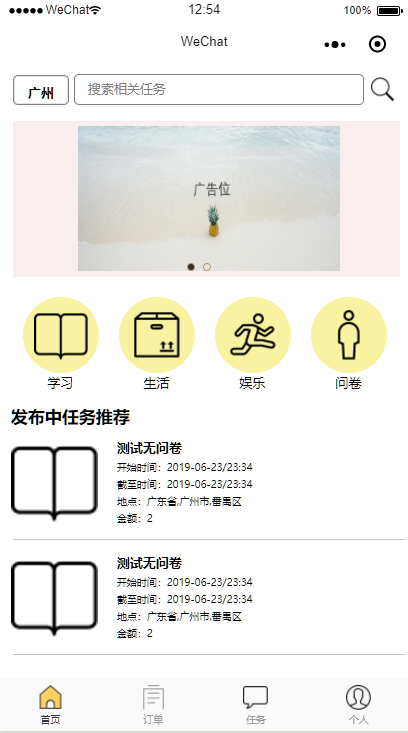 WeChat 12:54 100%
WeChat
广州 搜索相关任务
广告位
学习 生活 娱乐 问卷
发布中任务推荐
测试无问卷
开始时间：2019-06-23/23:34
截至时间：2019-06-23/23:34
地点：广东省,广州市,番禺区
金额：2
测试无问卷
开始时间：2019-06-23/23:34
截至时间：2019-06-23/23:34
地点：广东省,广州市,番禺区
金额：2
首页 订单 任务 个人